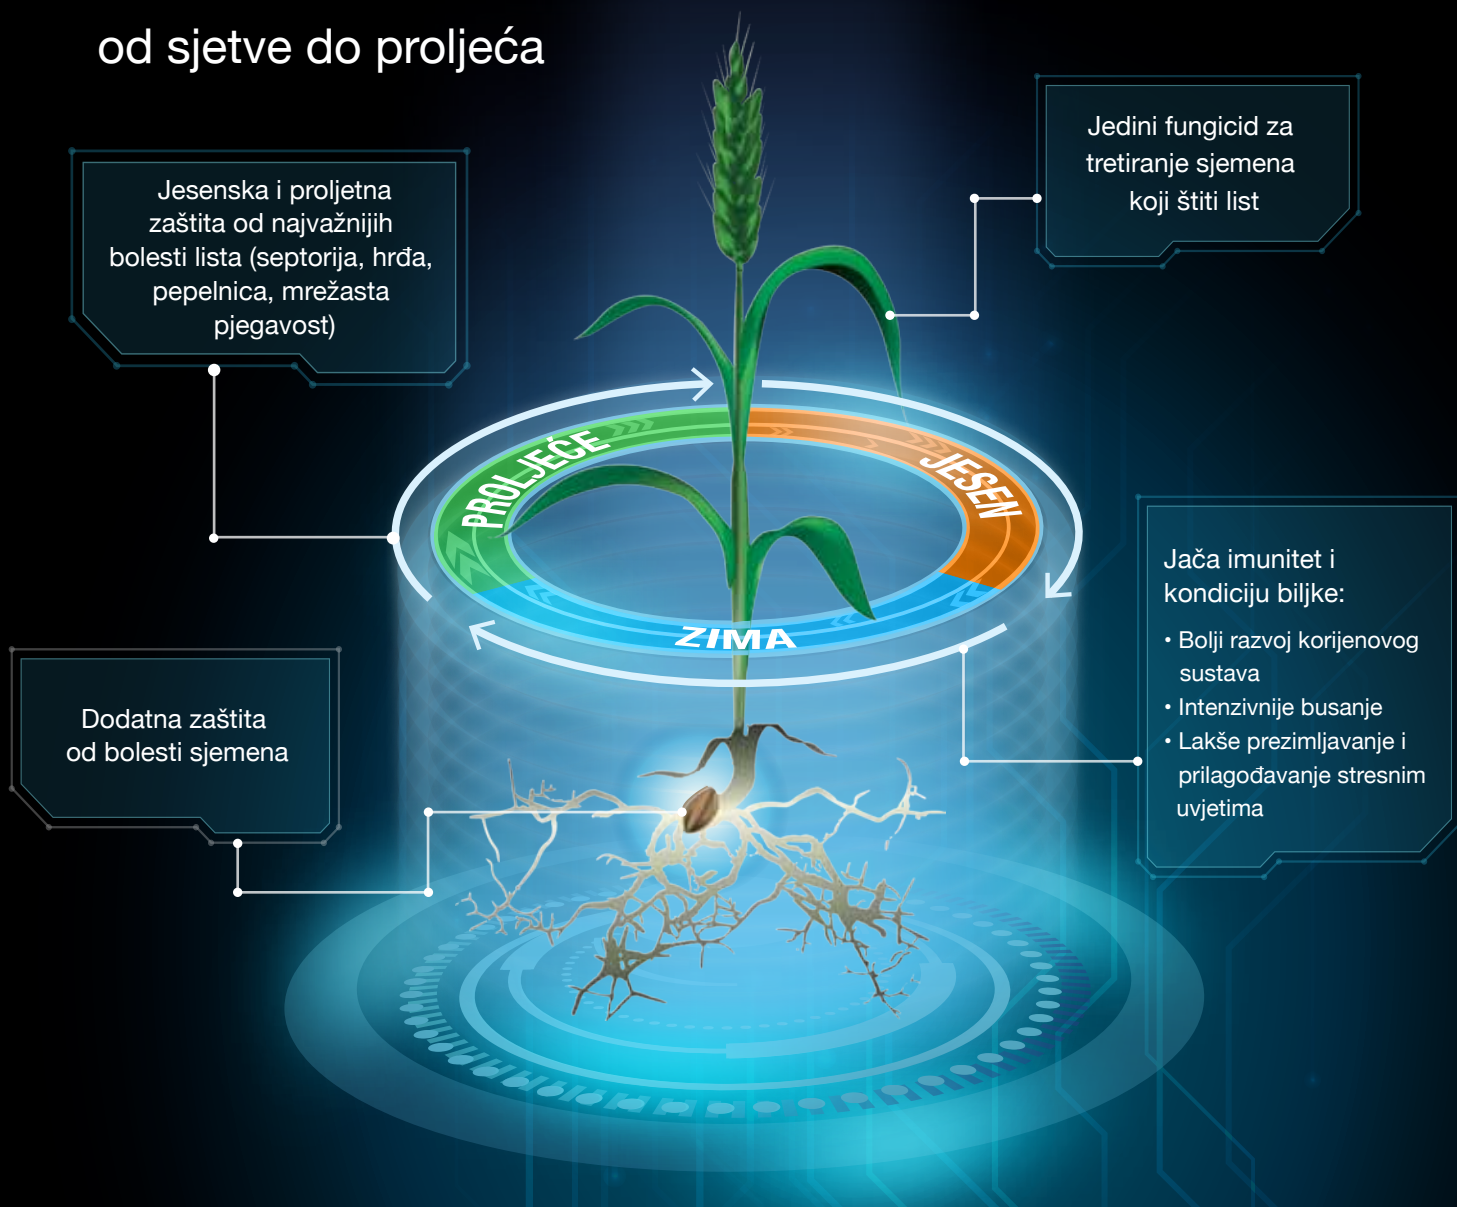 od sjetve do proljeća
Jedini fungicid za
tretiranje sjemena
koji štiti list
Jesenska i proljetna
zaštita od najvažnijih
bolesti lista (septorija, hrđa,
pepelnica, mrežasta
pjegavost)
PROLJEĆE
JESEN
ZIMA
Jača imunitet i
kondiciju biljke:
• Bolji razvoj korijenovog
sustava
• Intenzivnije busanje
• Lakše prezimljavanje i
prilagođavanje stresnim
uvjetima
Dodatna zaštita
od bolesti sjemena